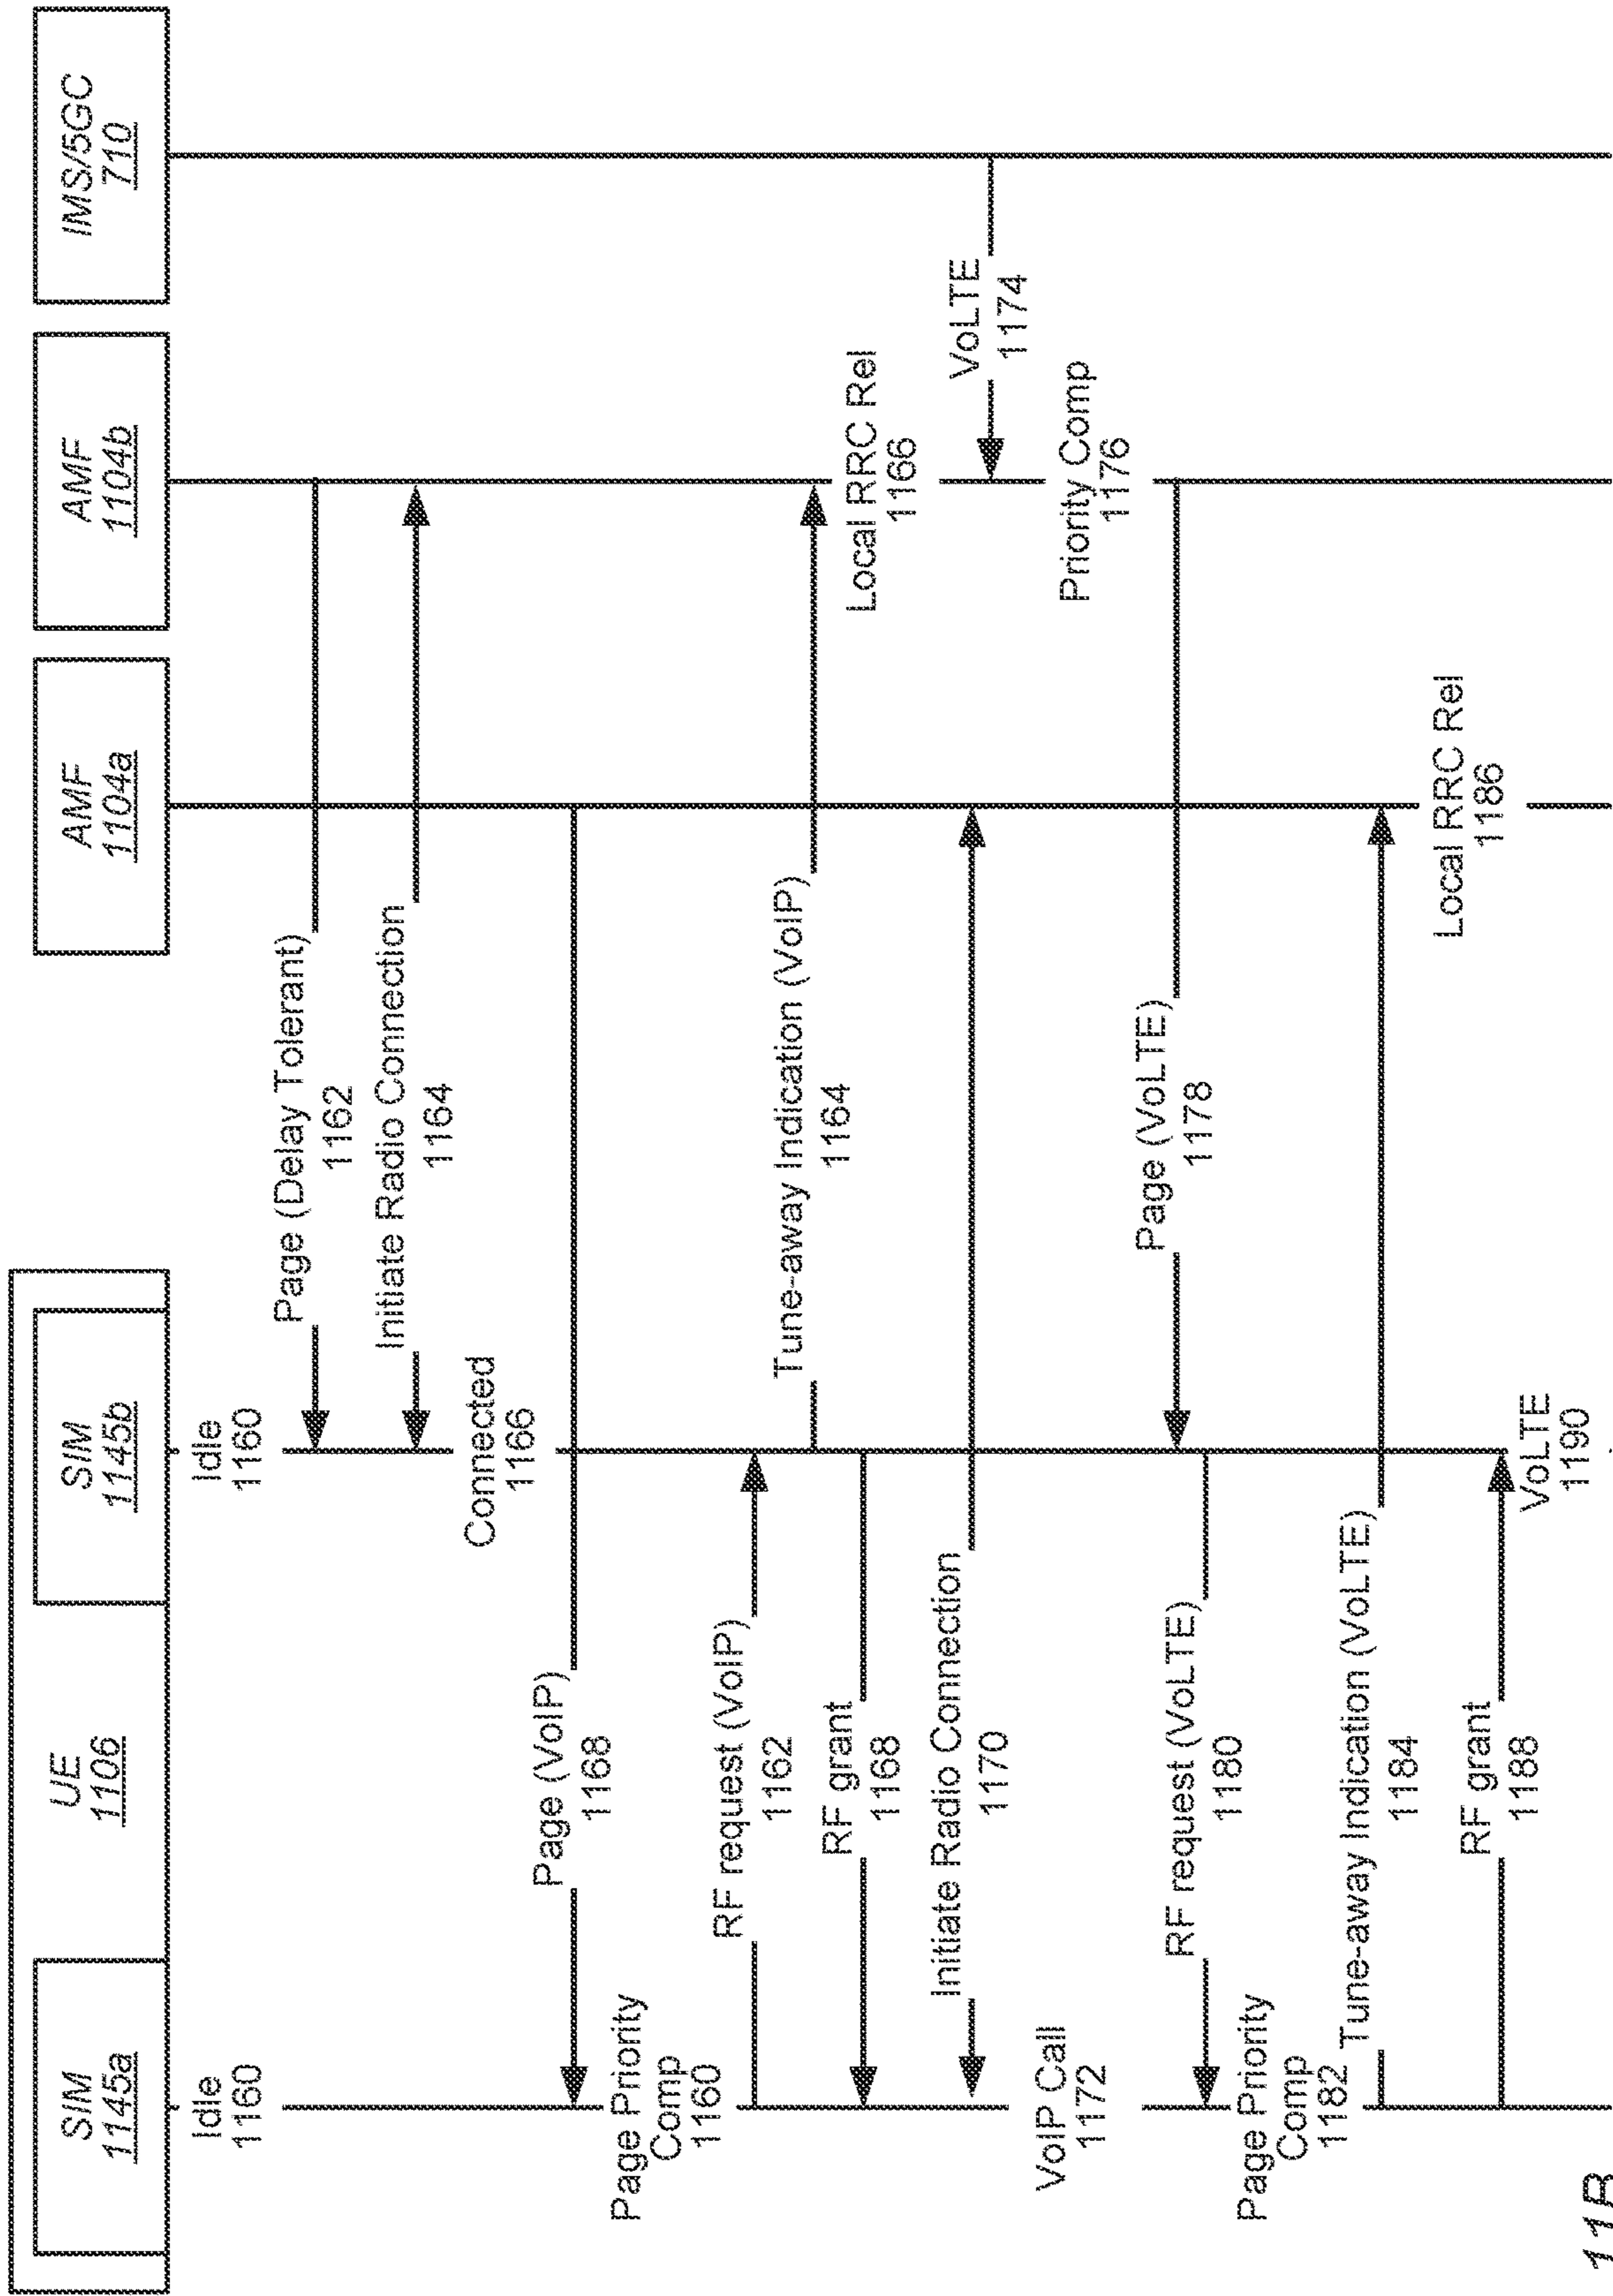 UE
1106
SIM
1145a
SIM
1145b
AMF
1104a
AMF
1104b
IMS/5GC
710
Idle
1160
Idle
1160
Page (Delay Tolerant)
1162
Initiate Radio Connection
1164
Connected
1166
Page (VoIP)
1168
Page Priority
Comp
1160
RF request (VoIP)
1162
Tune-away Indication (VoIP)
1164
Local RRC Rel
1166
RF grant
1168
Initiate Radio Connection
1170
VoLTE
1174
VoIP Call
1172
Priority Comp
1176
Page (VoLTE)
1178
RF request (VoLTE)
1180
Page Priority
Comp
1182
Tune-away Indication (VoLTE)
1184
Local RRC Rel
1186
RF grant
1188
VoLTE
1190
11B